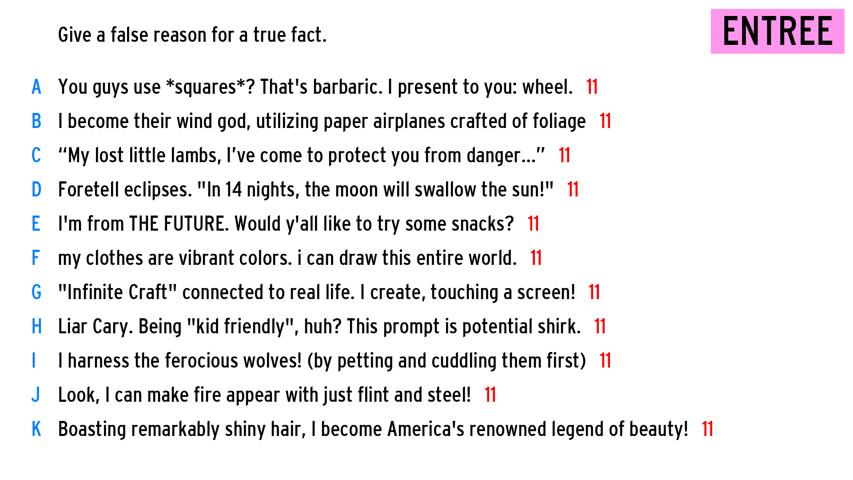 Give a false reason for a true fact.
ENTREE
A You guys use *squares*? That's barbaric. I present to you: wheel. 11
B I become their wind god, utilizing paper airplanes crafted of foliage 11
C “My lost little lambs, I’ve come to protect you from danger...” 11
D Foretell eclipses. "In 14 nights, the moon will swallow the sun!" 11
E I'm from THE FUTURE. Would y'all like to try some snacks? 11
F my clothes are vibrant colors. i can draw this entire world. 11
G "Infinite Craft" connected to real life. I create, touching a screen! 11
H Liar Cary. Being "kid friendly", huh? This prompt is potential shirk. 11
I I harness the ferocious wolves! (by petting and cuddling them first) 11
J Look, I can make fire appear with just flint and steel! 11
K Boasting remarkably shiny hair, I become America's renowned legend of beauty! 11